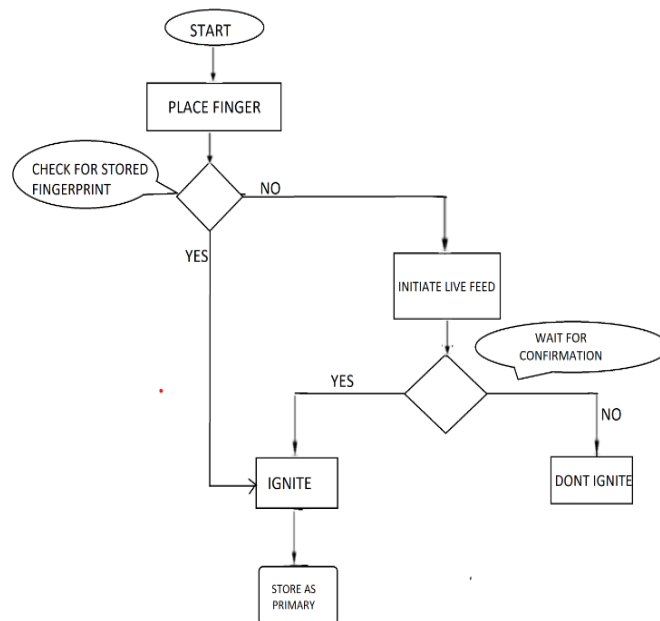 START
PLACE FINGER
CHECK FOR STORED
FINGERPRINT
NO
YES
INITIATE LIVE FEED
WAIT FOR
CONFIRMATION
YES
NO
IGNITE
DONT IGNITE
STORE AS
PRIMARY